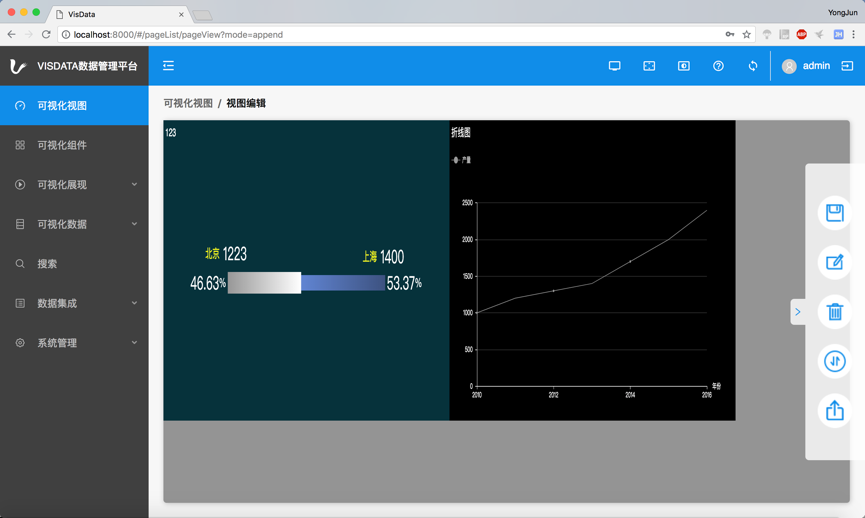 VisData
YongJun
localhost:8000/#/pageList/pageView?mode=append
ABP
JH
VISDATA数据管理平台
admin
可视化视图
可视化组件
可视化展现
可视化数据
搜索
数据集成
系统管理
可视化视图 / 视图编辑
123
北京 1223
上海 1400
46.63%
53.37%
折线图
产量
2500
2000
1500
1000
500
0
2010
2012
2014
2016
年份